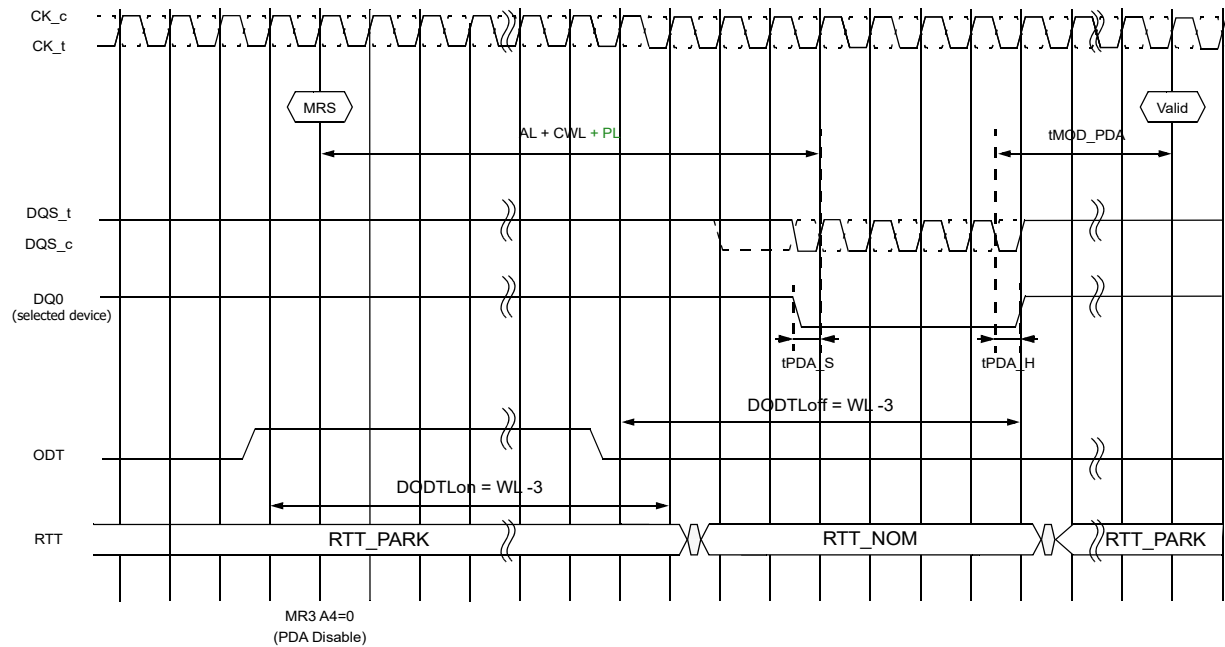 CK_c
CK_t
MRS
Valid
AL + CWL + PL
tMOD_PDA
DQS_t
DQS_c
DQ0
(selected device)
tPDA_S
tPDA_H
DODTLoff = WL -3
ODT
DODTLon = WL -3
RTT
RTT_PARK
RTT_NOM
RTT_PARK
MR3 A4=0
(PDA Disable)